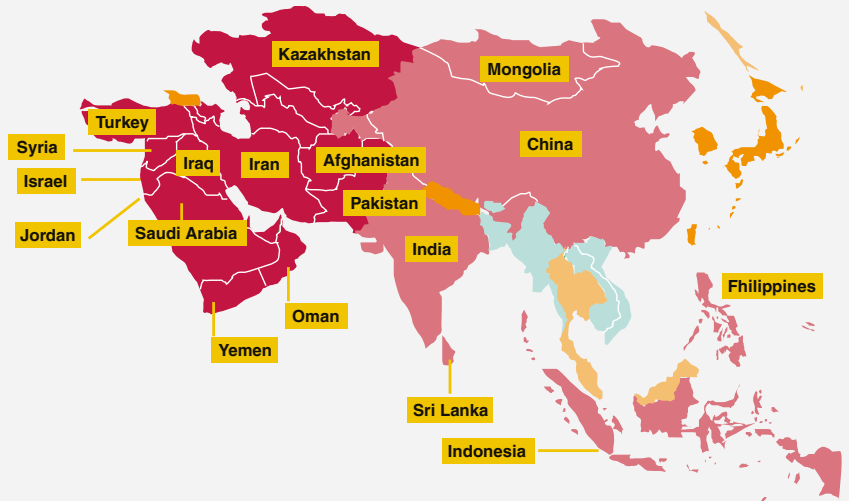 Kazakhstan
Mongolia
Turkey
China
Syria
Iraq
Iran
Afghanistan
Israel
Pakistan
Jordan
Saudi Arabia
India
Fhilippines
Oman
Yemen
Sri Lanka
Indonesia